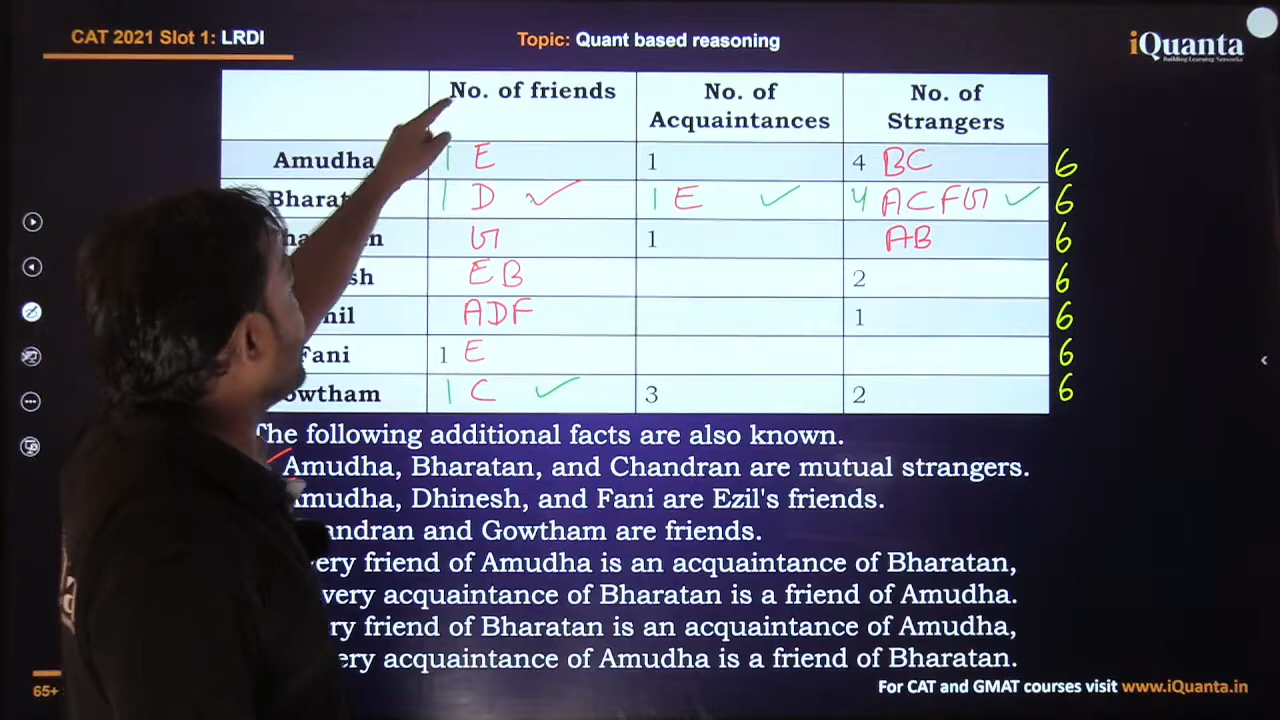 CAT 2021 Slot 1: LRDI
Topic: Quant based reasoning
iQuanta
Building Learning Networks
No. of friends No. of Acquaintances No. of Strangers
Amudha 1 E 1 4 BC 6
Bharat 1 D ✓ 1 E ✓ 4 ACFG ✓ 6
n G 1 AB 6
sh EB 2 6
nil ADF 1 6
Fani 1 E 6
owtham 1 C ✓ 3 2 6
The following additional facts are also known.
Amudha, Bharatan, and Chandran are mutual strangers.
mudha, Dhinesh, and Fani are Ezil's friends.
andran and Gowtham are friends.
ery friend of Amudha is an acquaintance of Bharatan,
very acquaintance of Bharatan is a friend of Amudha.
ry friend of Bharatan is an acquaintance of Amudha,
ery acquaintance of Amudha is a friend of Bharatan.
65+
For CAT and GMAT courses visit www.iQuanta.in